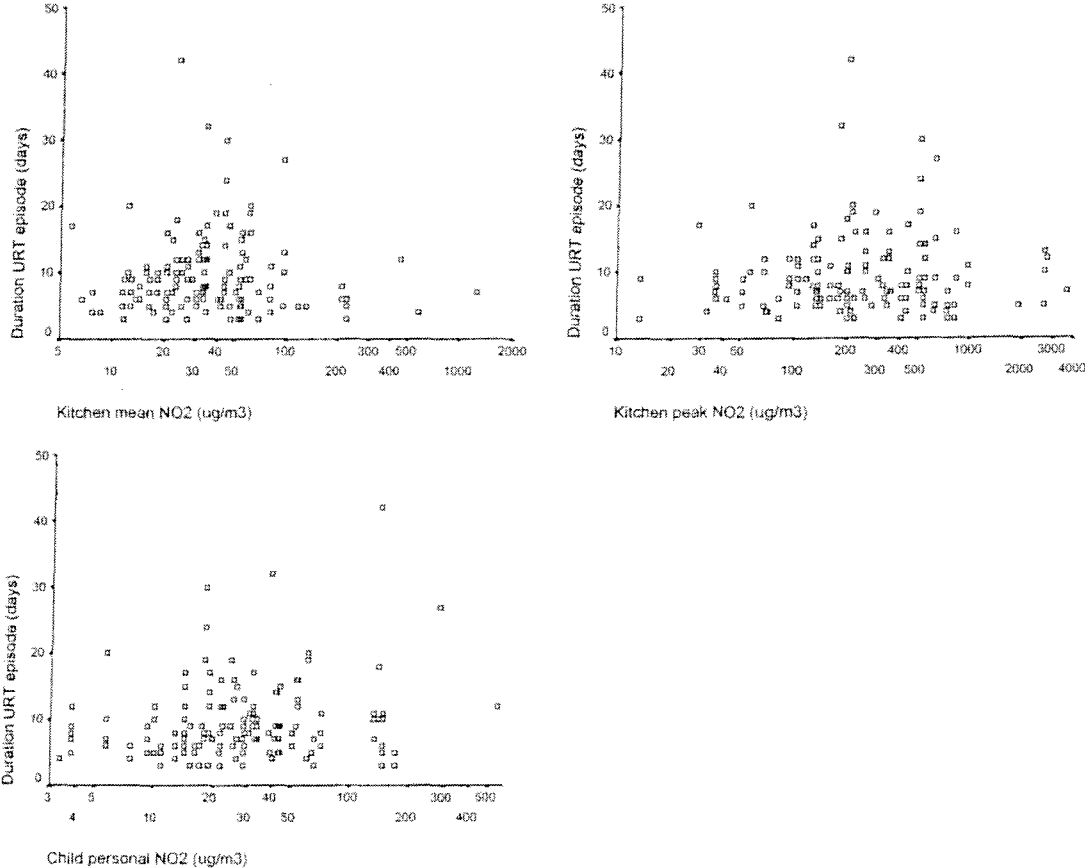 50
40
30
20
10
0
Duration URT episode (days)
5 20 40 100 300 500 2000
10 30 50 200 400 1000
Kitchen mean NO2 (ug/m3)
50
40
30
20
10
0
Duration URT episode (days)
10 50 200 400 1000 3000
20 100 300 500 2000 4000
Kitchen peak NO2 (ug/m3)
50
40
30
20
10
0
Duration URT episode (days)
3 5 20 40 100 300 500
4 10 30 50 200 400
Child personal NO2 (ug/m3)